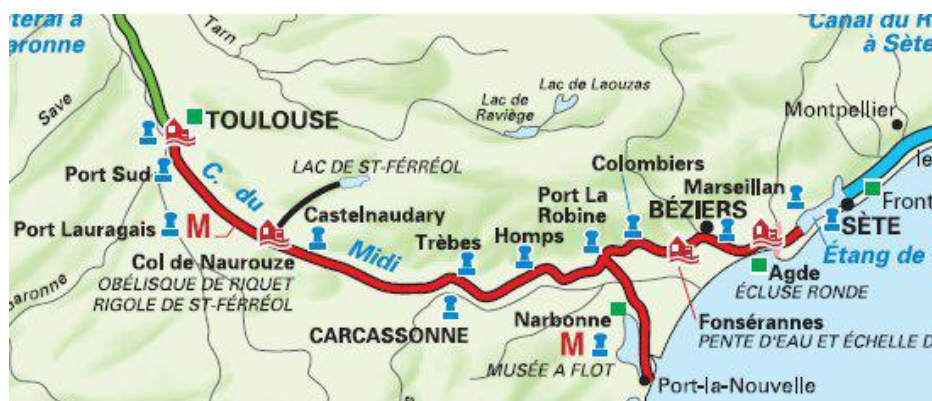 téral à
aronne
Tarn
Save
Canal du R
à Sète
Lac de Laouzas
Lac de
Raviège
Montpellier
TOULOUSE
Port Sud
LAC DE ST-FÉRRÉOL
C. du
Midi
Colombiers
le
Port Lauragais
M
Castelnaudary
Port La
Robine
Marseillan
BÉZIERS
Front
SÈTE
Trèbes
Homps
Étang de
Col de Naurouze
OBÉLISQUE DE RIQUET
RIGOLE DE ST-FÉRRÉOL
aronne
Agde
ÉCLUSE RONDE
CARCASSONNE
Narbonne
M
MUSÉE A FLOT
Fonsérannes
PENTE D'EAU ET ÉCHELLE D
Port-la-Nouvelle